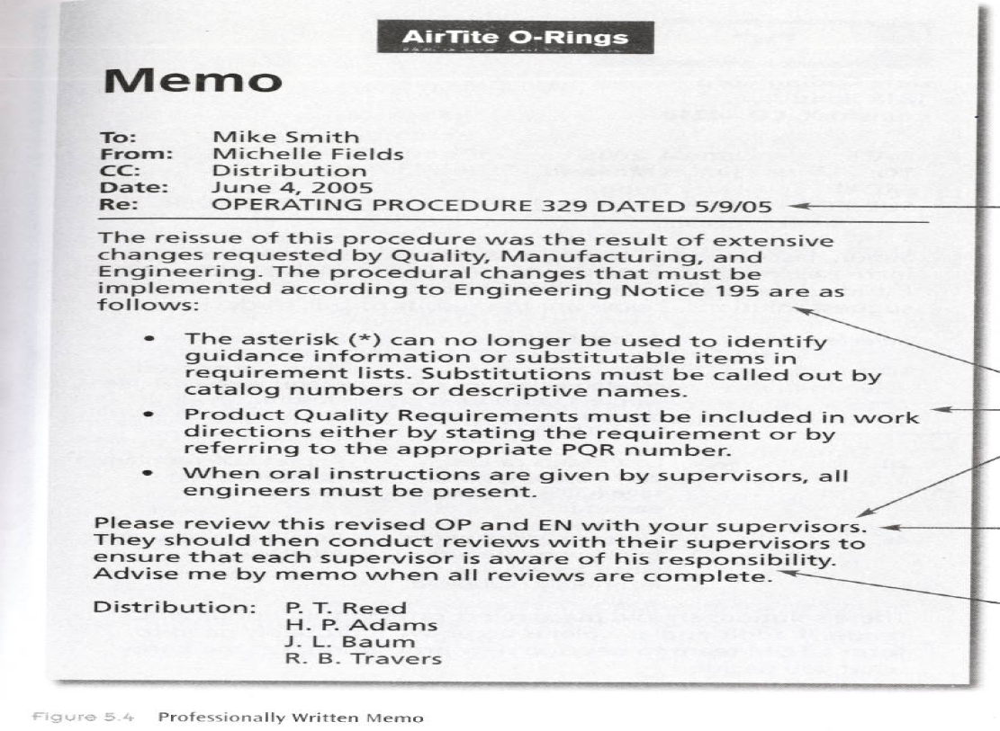 AirTite O-Rings
Memo
To: Mike Smith
From: Michelle Fields
CC: Distribution
Date: June 4, 2005
Re: OPERATING PROCEDURE 329 DATED 5/9/05
The reissue of this procedure was the result of extensive
changes requested by Quality, Manufacturing, and
Engineering. The procedural changes that must be
implemented according to Engineering Notice 195 are as
follows:
• The asterisk (*) can no longer be used to identify
guidance information or substitutable items in
requirement lists. Substitutions must be called out by
catalog numbers or descriptive names.
• Product Quality Requirements must be included in work
directions either by stating the requirement or by
referring to the appropriate PQR number.
• When oral instructions are given by supervisors, all
engineers must be present.
Please review this revised OP and EN with your supervisors.
They should then conduct reviews with their supervisors to
ensure that each supervisor is aware of his responsibility.
Advise me by memo when all reviews are complete.
Distribution: P. T. Reed
H. P. Adams
J. L. Baum
R. B. Travers
Figure 5.4 Professionally Written Memo